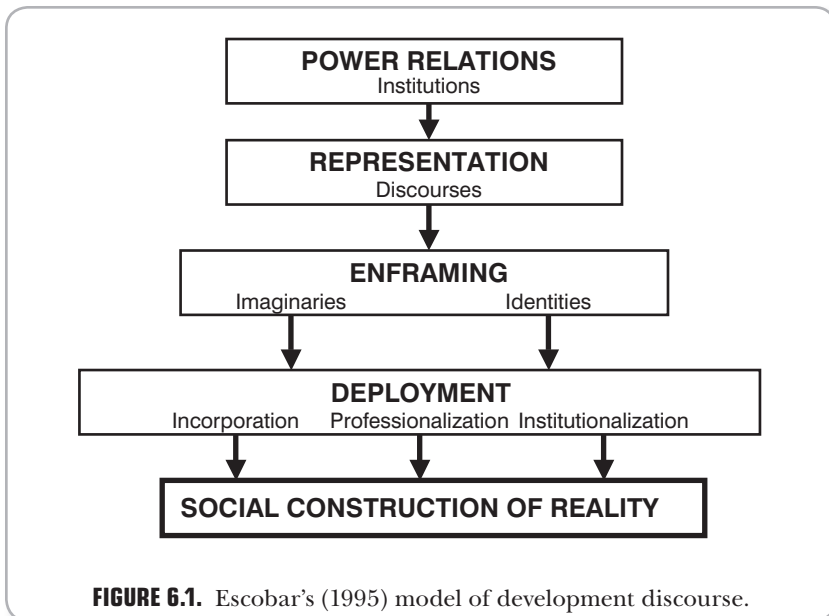 POWER RELATIONS
Institutions
REPRESENTATION
Discourses
ENFRAMING
Imaginaries Identities
DEPLOYMENT
Incorporation Professionalization Institutionalization
SOCIAL CONSTRUCTION OF REALITY
FIGURE 6.1. Escobar's (1995) model of development discourse.